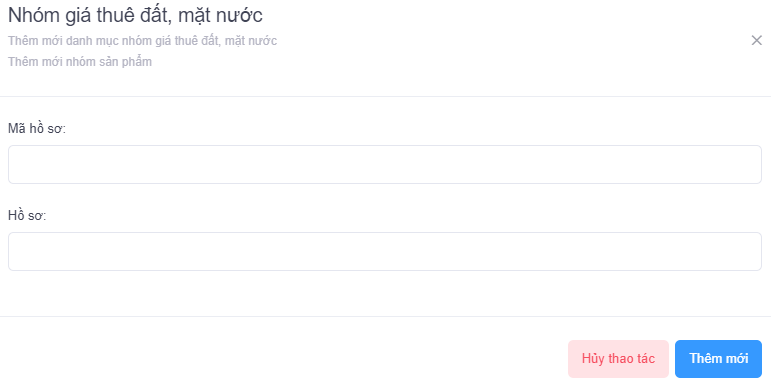 Nhóm giá thuê đất, mặt nước
Thêm mới danh mục nhóm giá thuê đất, mặt nước
Thêm mới nhóm sản phẩm
Mã hồ sơ:
Hồ sơ:
Hủy thạo tác
Thêm mới